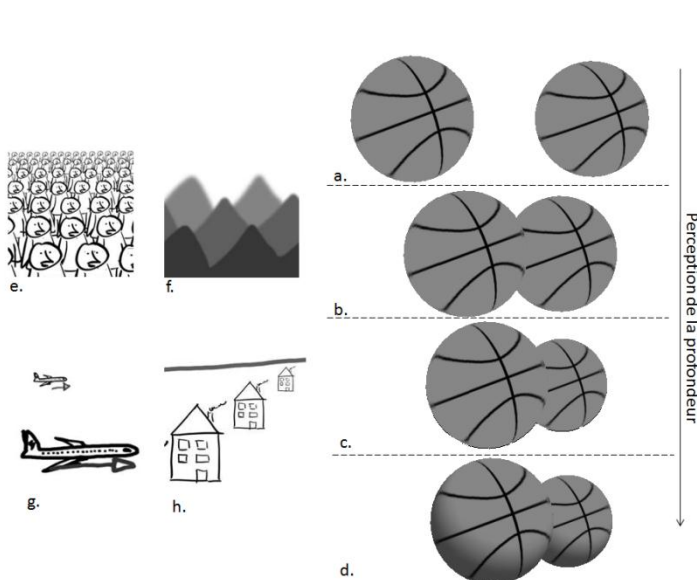 a.
b.
c.
d.
e.
f.
g.
h.
Perception de la profondeur